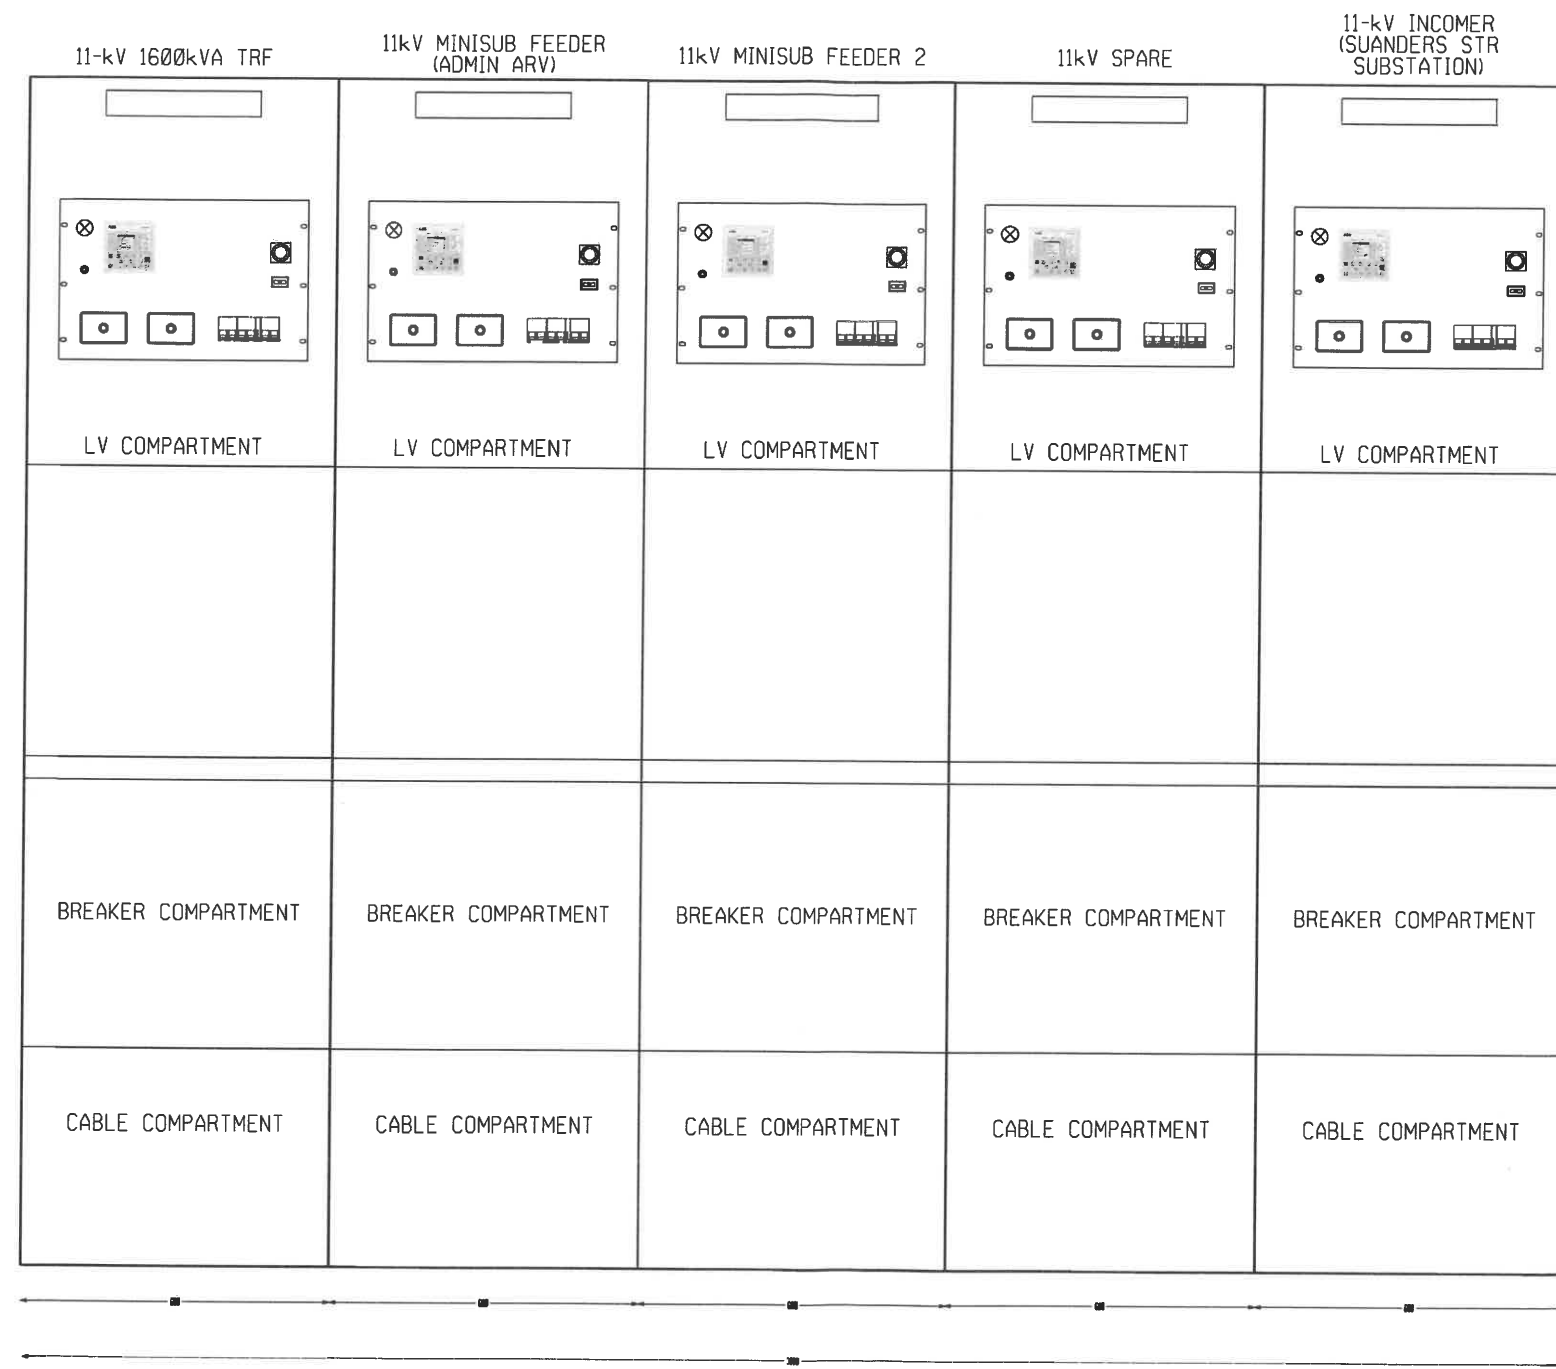 11-kV 1600kVA TRF
11kV MINISUB FEEDER
(ADMIN ARV)
11kV MINISUB FEEDER 2
11kV SPARE
11-kV INCOMER
(SUANDERS STR
SUBSTATION)
LV COMPARTMENT
LV COMPARTMENT
LV COMPARTMENT
LV COMPARTMENT
LV COMPARTMENT
BREAKER COMPARTMENT
BREAKER COMPARTMENT
BREAKER COMPARTMENT
BREAKER COMPARTMENT
BREAKER COMPARTMENT
CABLE COMPARTMENT
CABLE COMPARTMENT
CABLE COMPARTMENT
CABLE COMPARTMENT
CABLE COMPARTMENT